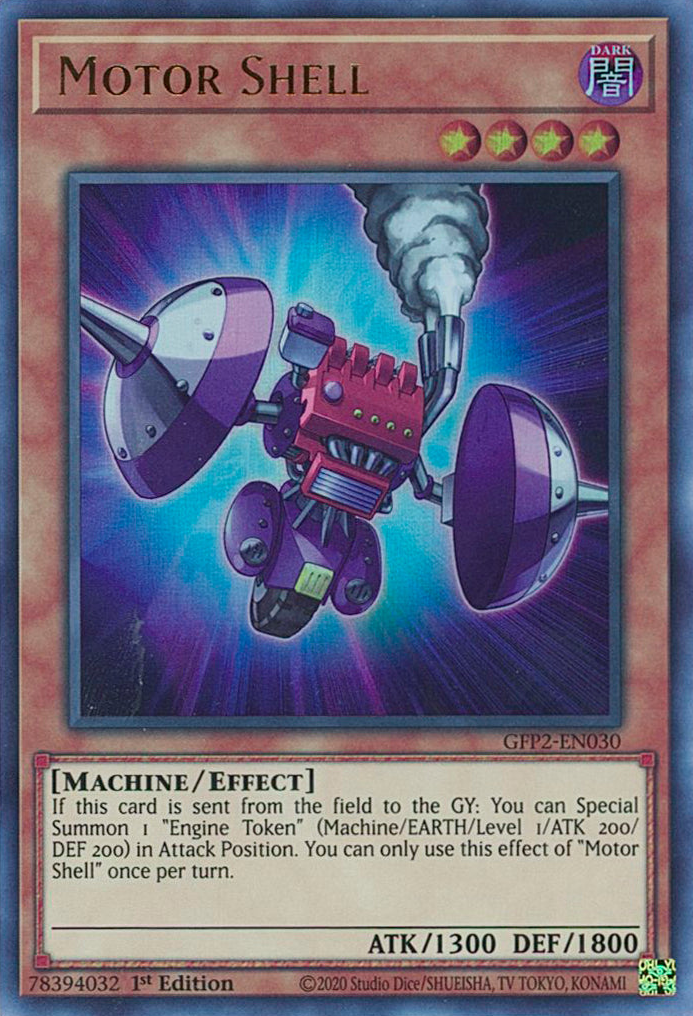 MOTOR SHELL
DARK
闇
GFP2-EN030
[MACHINE/EFFECT]
If this card is sent from the field to the GY: You can Special
Summon 1 "Engine Token" (Machine/EARTH/Level 1/ATK 200/
DEF 200) in Attack Position. You can only use this effect of "Motor
Shell" once per turn.
ATK/1300 DEF/1800
78394032 1st Edition ©2020 Studio Dice/SHUEISHA, TV TOKYO, KONAMI